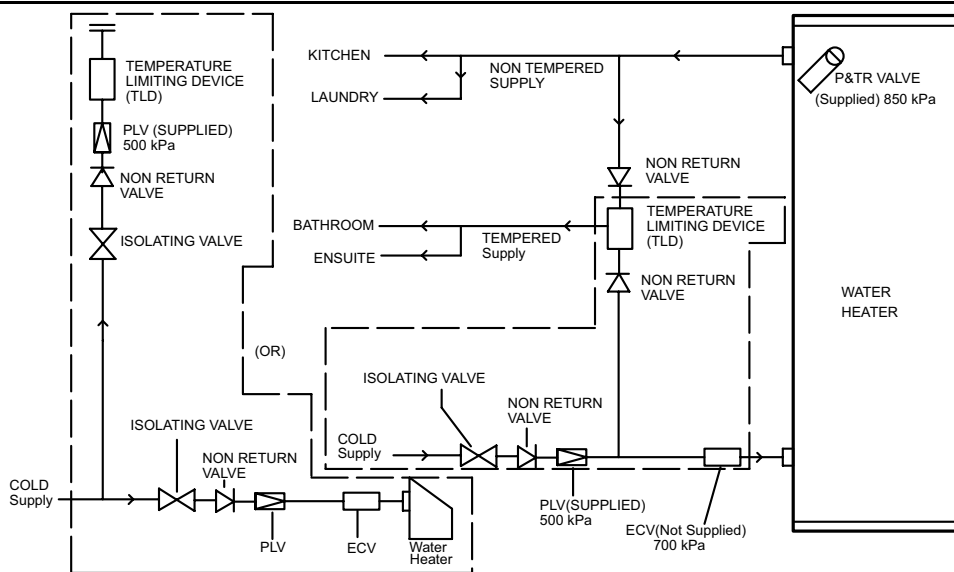 TEMPERATURE
LIMITING DEVICE
(TLD)
PLV (SUPPLIED)
500 kPa
NON RETURN
VALVE
ISOLATING VALVE
KITCHEN
NON TEMPERED
SUPPLY
LAUNDRY
P&TR VALVE
(Supplied) 850 kPa
NON RETURN
VALVE
BATHROOM
TEMPERED
Supply
ENSUITE
TEMPERATURE
LIMITING DEVICE
(TLD)
NON RETURN
VALVE
WATER
HEATER
(OR)
ISOLATING VALVE
NON RETURN
VALVE
COLD
Supply
PLV(SUPPLIED)
500 kPa
ECV(Not Supplied)
700 kPa
ISOLATING VALVE
NON RETURN
VALVE
COLD
Supply
PLV
ECV
Water
Heater